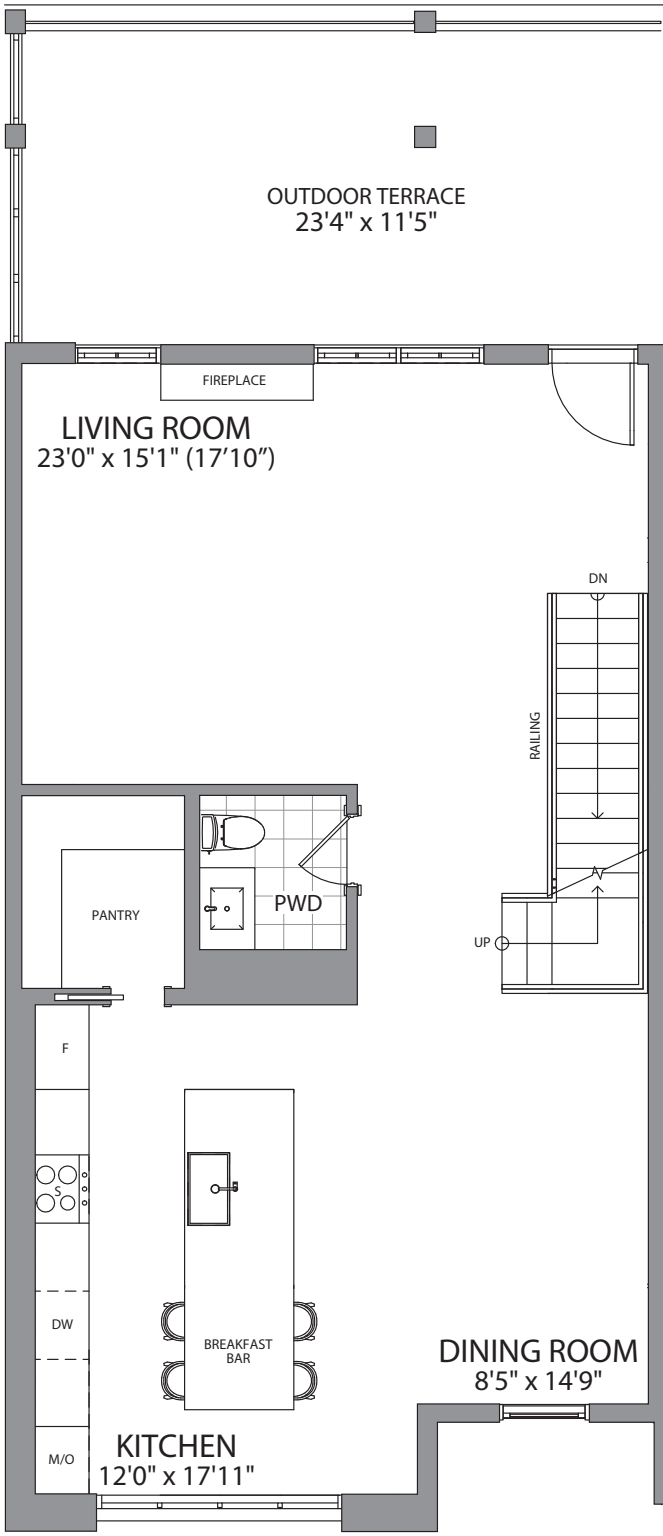 OUTDOOR TERRACE
23'4" x 11'5"
FIREPLACE
LIVING ROOM
23'0" x 15'1" (17'10”)
DN
RAILING
PANTRY
PWD
UP
F
S
DW
BREAKFAST
BAR
DINING ROOM
8'5" x 14'9"
M/O
KITCHEN
12'0" x 17'11"